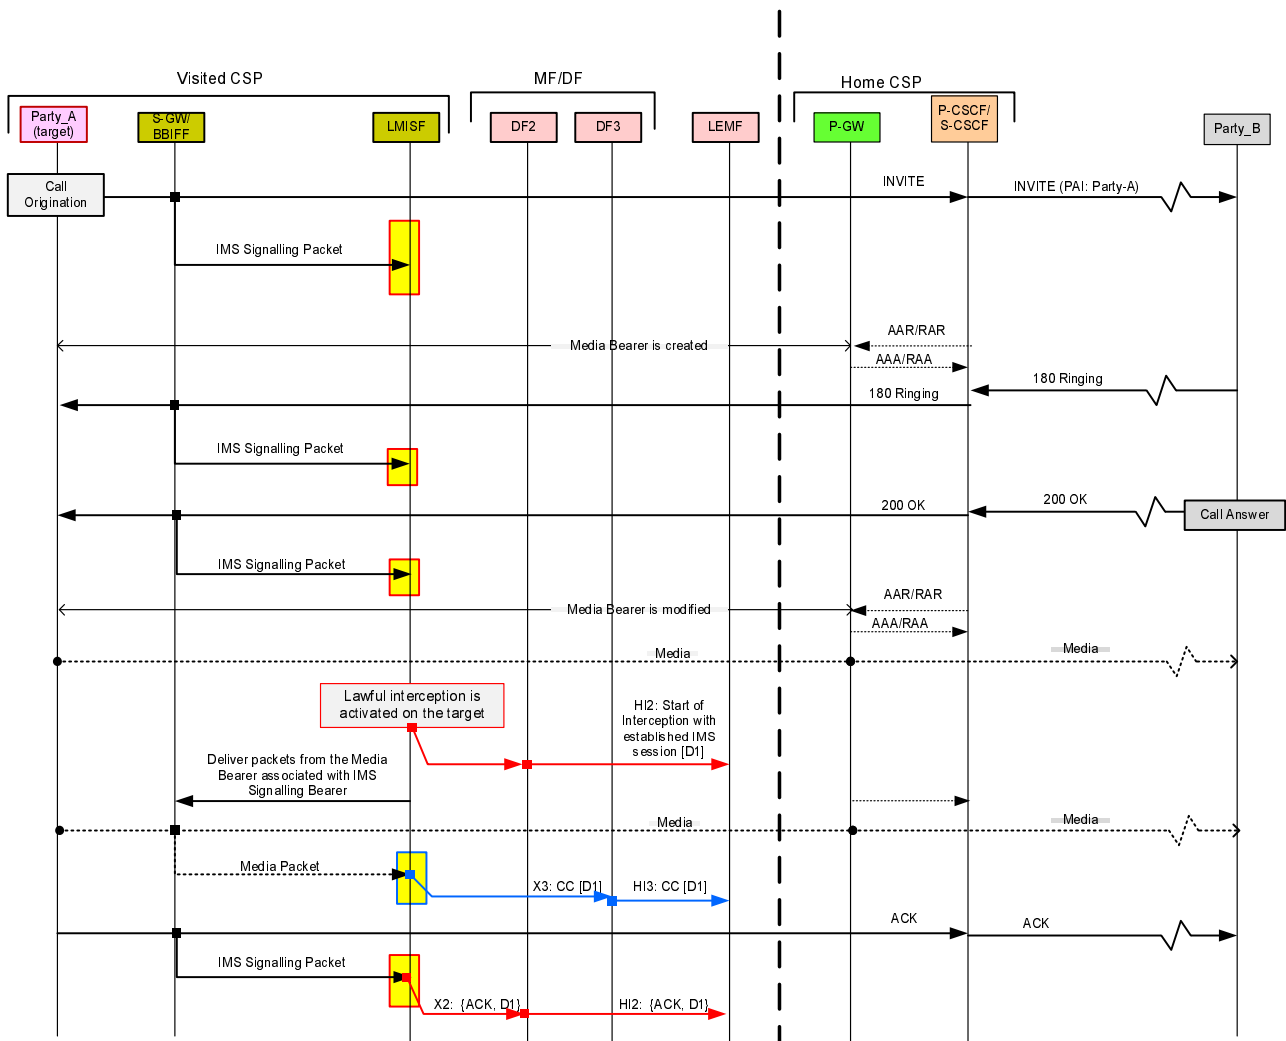 Visited CSP
MF/DF
Home CSP
Party_A
(target)
S-GW/
BBIFF
LMISF
DF2
DF3
LEMF
P-GW
P-CSCF/
S-CSCF
Party_B
Call
Origination
INVITE
INVITE (PAI: Party-A)
IMS Signalling Packet
AAR/RAR
Media Bearer is created
AAA/RAA
180 Ringing
180 Ringing
IMS Signalling Packet
200 OK
200 OK
Call Answer
IMS Signalling Packet
AAR/RAR
Media Bearer is modified
AAA/RAA
Media
Media
Lawful interception is
activated on the target
HI2: Start of
Interception with
established IMS
session [D1]
Deliver packets from the Media
Bearer associated with IMS
Signalling Bearer
Media
Media
Media Packet
X3: CC [D1]
HI3: CC [D1]
ACK
ACK
IMS Signalling Packet
X2: {ACK, D1}
HI2: {ACK, D1}